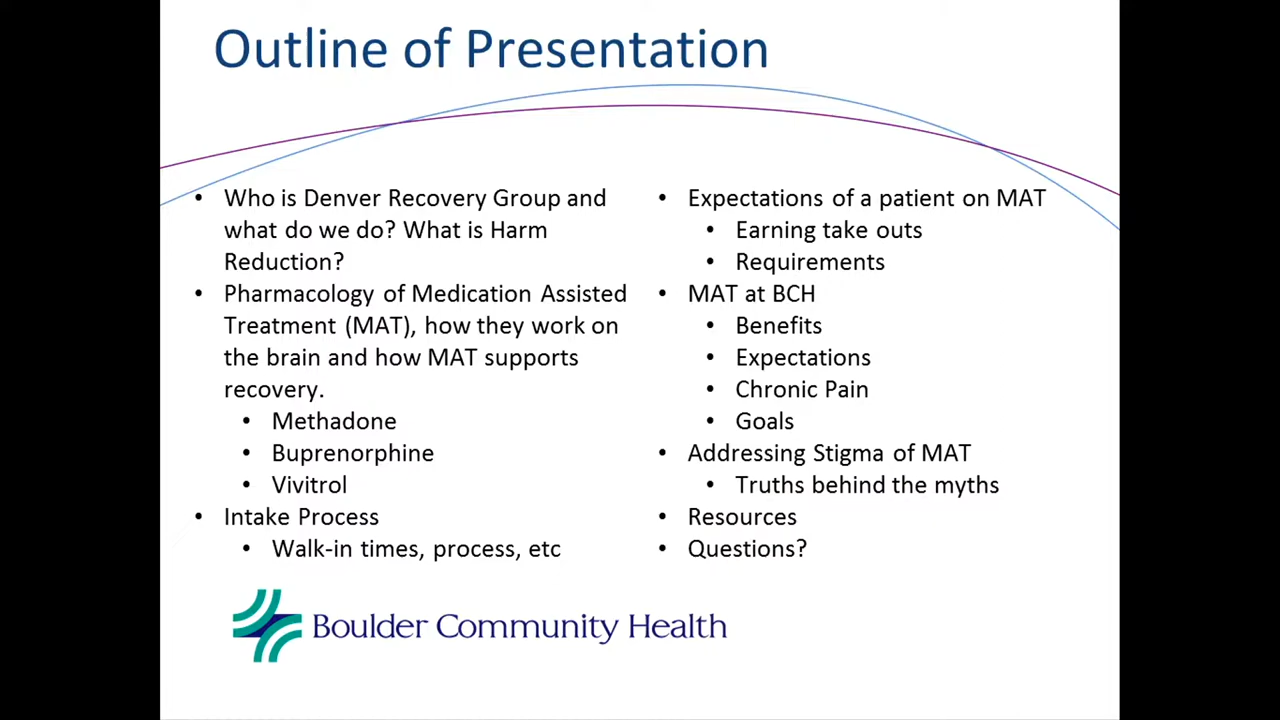 Outline of Presentation
• Who is Denver Recovery Group and
what do we do? What is Harm
Reduction?
• Pharmacology of Medication Assisted
Treatment (MAT), how they work on
the brain and how MAT supports
recovery.
• Methadone
• Buprenorphine
• Vivitrol
• Intake Process
• Walk-in times, process, etc
• Expectations of a patient on MAT
• Earning take outs
• Requirements
• MAT at BCH
• Benefits
• Expectations
• Chronic Pain
• Goals
• Addressing Stigma of MAT
• Truths behind the myths
• Resources
• Questions?
Boulder Community Health